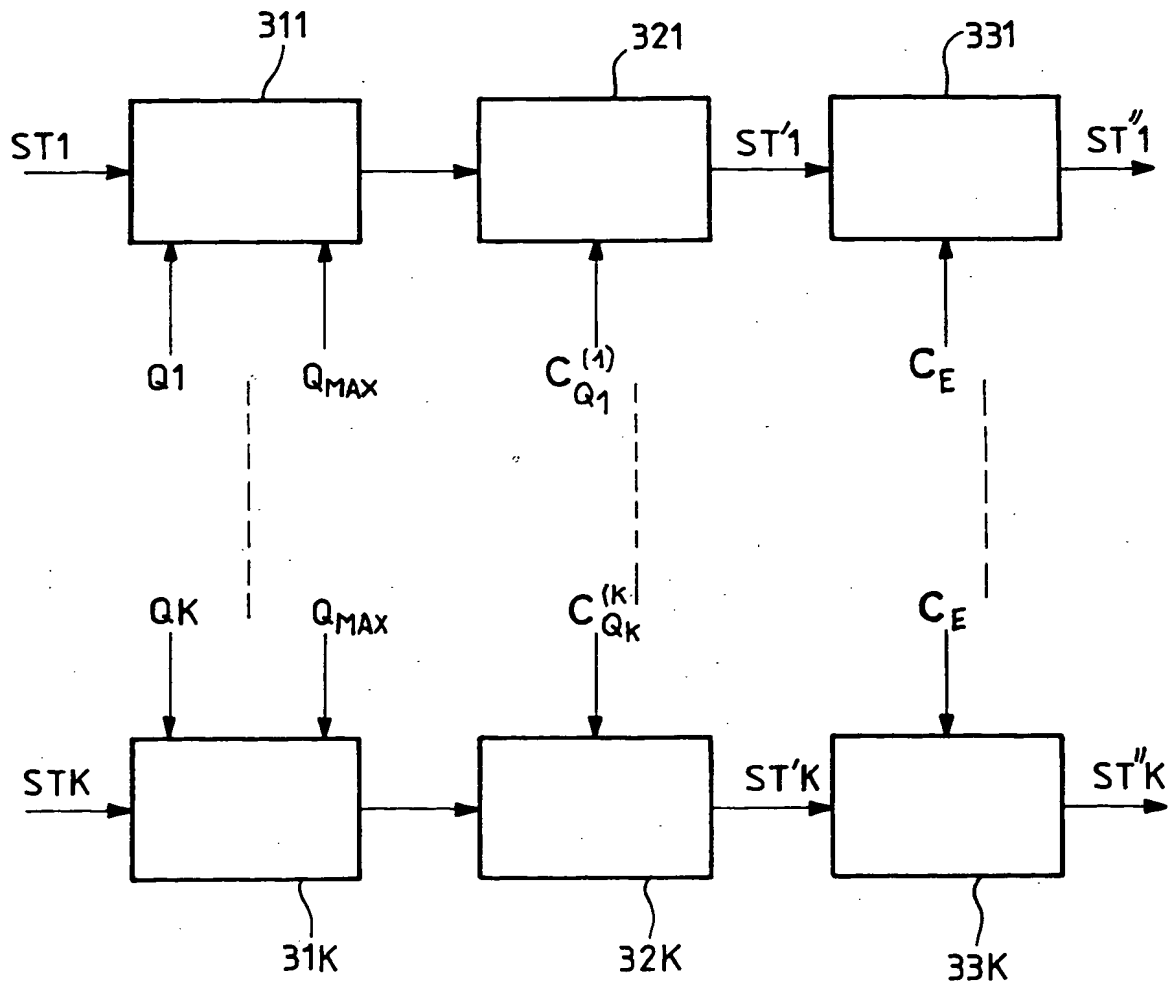 311
321
331
ST1
ST'1
ST"1
Q1
QMAX
C(1)Q1
CE
QK
QMAX
C(KQK
CE
STK
ST'K
ST"K
31K
32K
33K